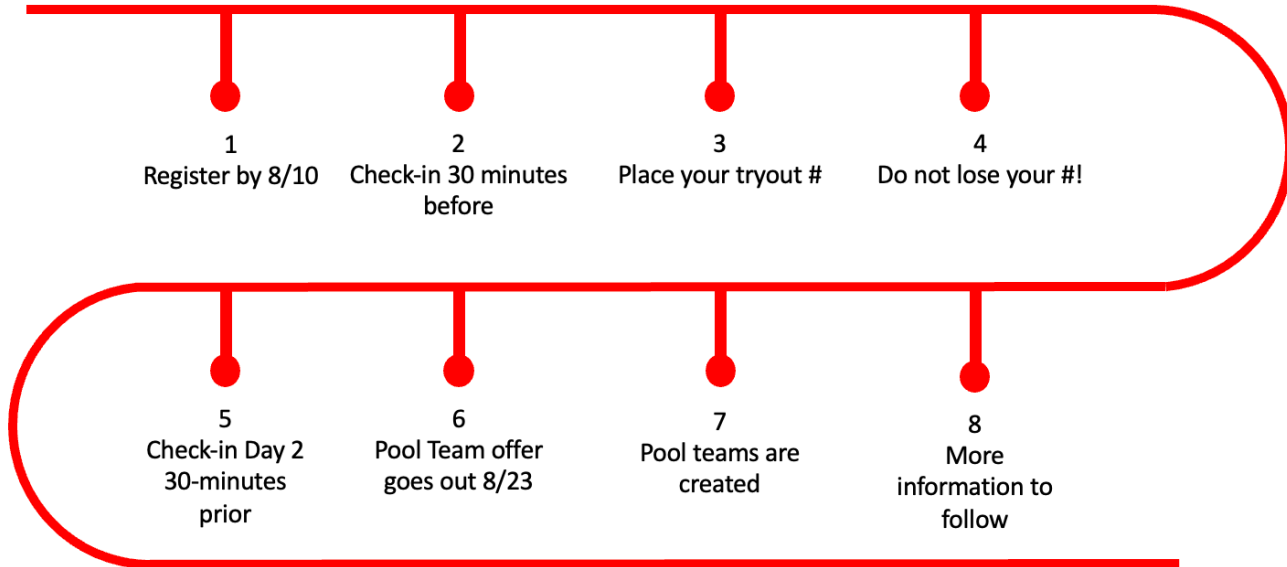 1
Register by 8/10
2
Check-in 30 minutes
before
3
Place your tryout #
4
Do not lose your #!
5
Check-in Day 2
30-minutes
prior
6
Pool Team offer
goes out 8/23
7
Pool teams are
created
8
More
information to
follow